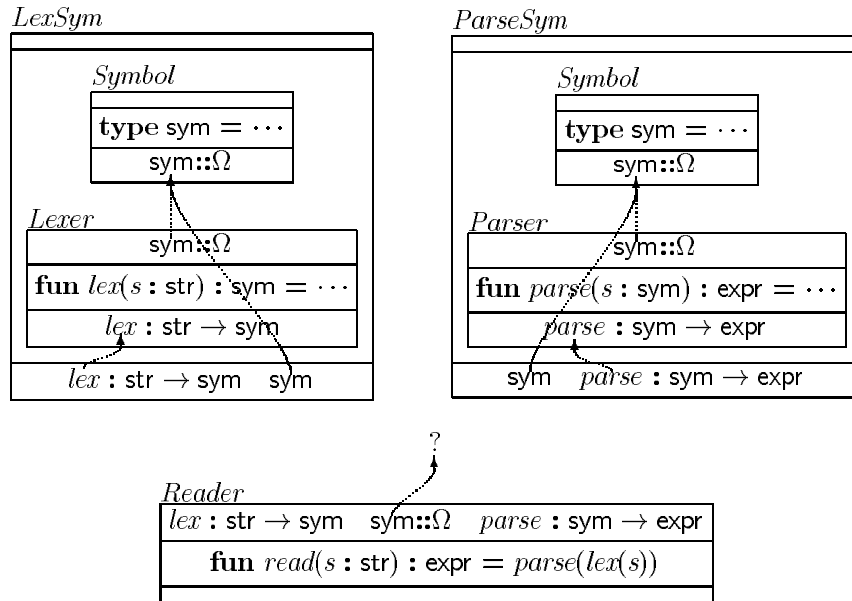 LexSym
Symbol
type sym = ⋯
sym::Ω
Lexer
sym::Ω
fun lex(s : str) : sym = ⋯
lex : str → sym
lex : str → sym sym
ParseSym
Symbol
type sym = ⋯
sym::Ω
Parser
sym::Ω
fun parse(s : sym) : expr = ⋯
parse : sym → expr
sym parse : sym → expr
?
Reader
lex : str → sym sym::Ω parse : sym → expr
fun read(s : str) : expr = parse(lex(s))